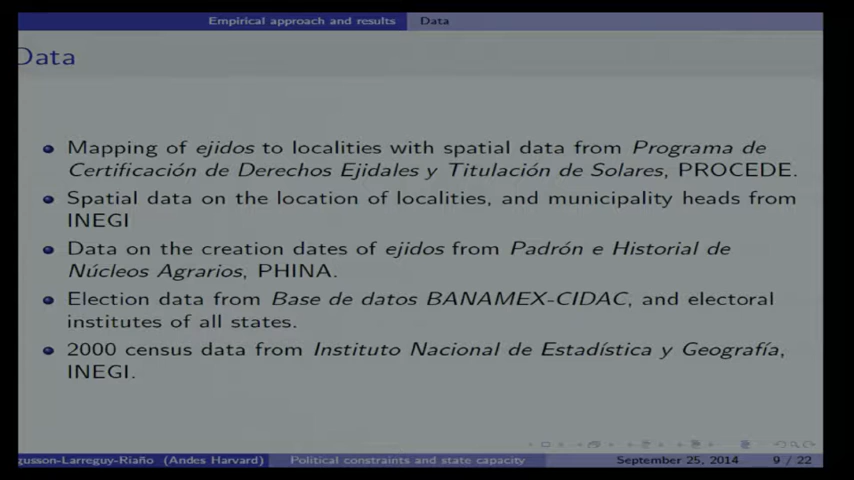 Empirical approach and results Data
Data
Mapping of ejidos to localities with spatial data from Programa de
Certificación de Derechos Ejidales y Titulación de Solares, PROCEDE.
Spatial data on the location of localities, and municipality heads from
INEGI
Data on the creation dates of ejidos from Padrón e Historial de
Núcleos Agrarios, PHINA.
Election data from Base de datos BANAMEX-CIDAC, and electoral
institutes of all states.
2000 census data from Instituto Nacional de Estadística y Geografía,
INEGI.
gusson-Larreguy-Riaño (Andes Harvard) Political constraints and state capacity September 25, 2014 9 / 22